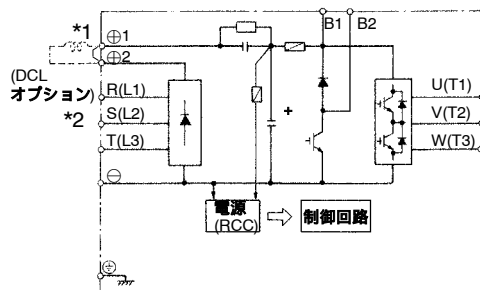 *1
⊕1
⊕2
(DCL
オプション)
*2
R(L1)
S(L2)
T(L3)
⊖
B1 B2
+
U(T1)
V(T2)
W(T3)
電源
(RCC)
制御回路